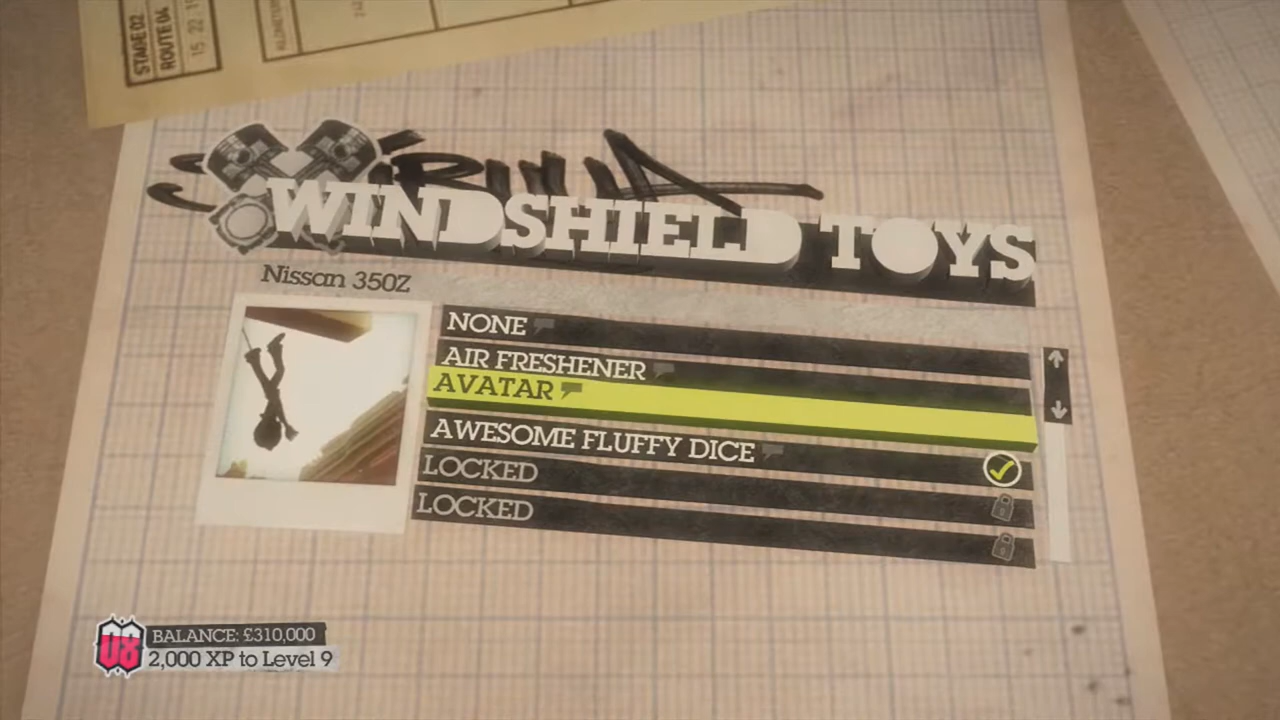 STAGE 02
ROUTE 04
WINDSHIELD TOYS
Nissan 350Z
NONE
AIR FRESHENER
AVATAR
AWESOME FLUFFY DICE
LOCKED
LOCKED
08
BALANCE: £310,000
2,000 XP to Level 9